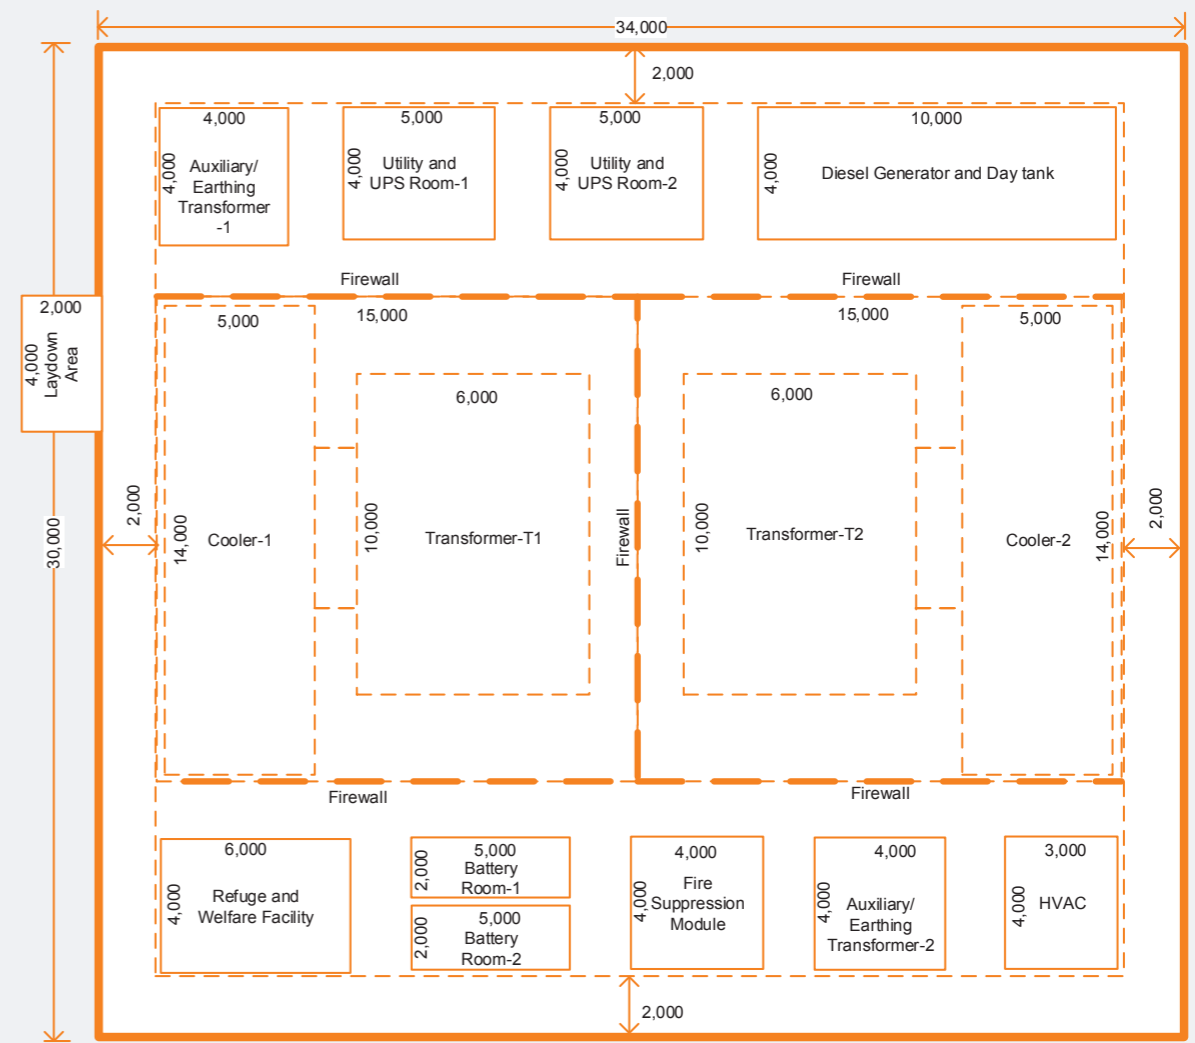 34,000
2,000
4,000
4,000
Auxiliary/
Earthing
Transformer
-1
5,000
4,000
Utility and
UPS Room-1
5,000
4,000
Utility and
UPS Room-2
10,000
4,000
Diesel Generator and Day tank
Firewall
Firewall
2,000
4,000
Laydown
Area
5,000
15,000
15,000
5,000
6,000
6,000
2,000
30,000
14,000
Cooler-1
10,000
Transformer-T1
Firewall
10,000
Transformer-T2
Cooler-2
14,000
2,000
Firewall
Firewall
6,000
4,000
Refuge and
Welfare Facility
5,000
2,000
Battery
Room-1
5,000
2,000
Battery
Room-2
4,000
4,000
Fire
Suppression
Module
4,000
4,000
Auxiliary/
Earthing
Transformer-2
3,000
4,000
HVAC
2,000